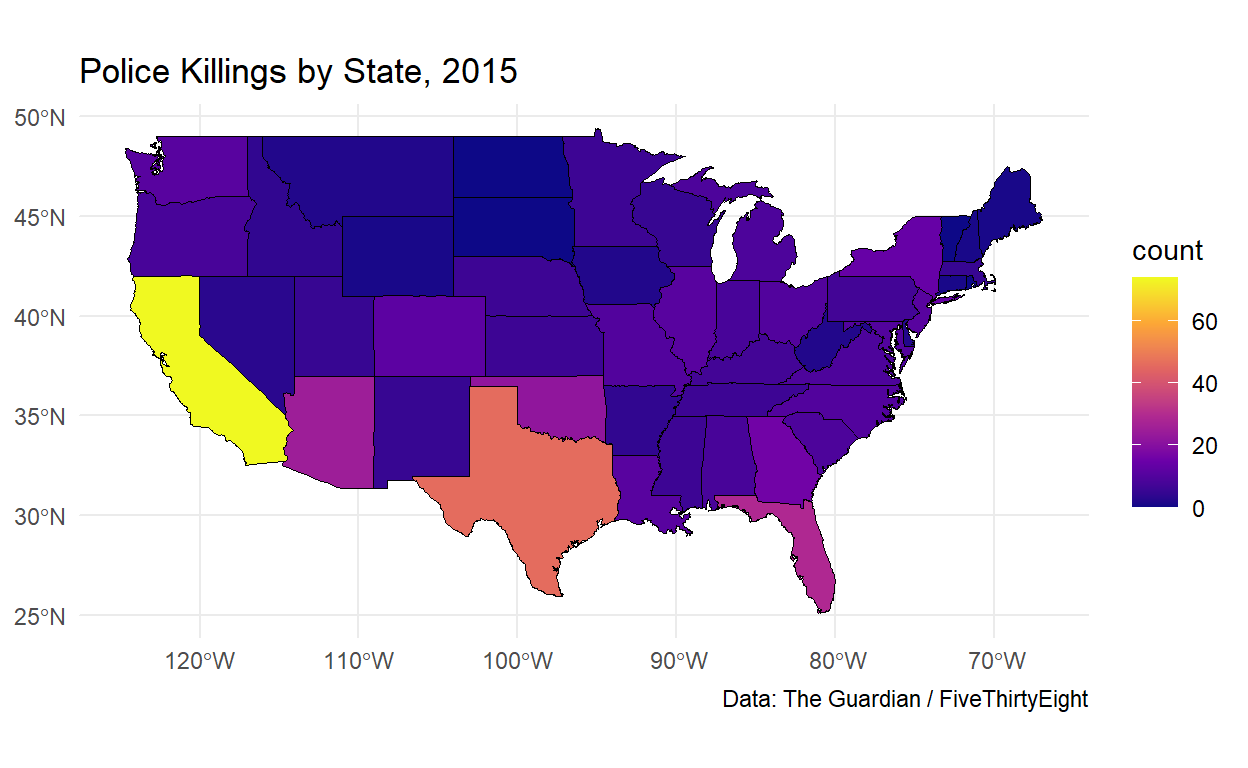 Police Killings by State, 2015
50°N
45°N
40°N
35°N
30°N
25°N
120°W 110°W 100°W 90°W 80°W 70°W
count
60
40
20
0
Data: The Guardian / FiveThirtyEight